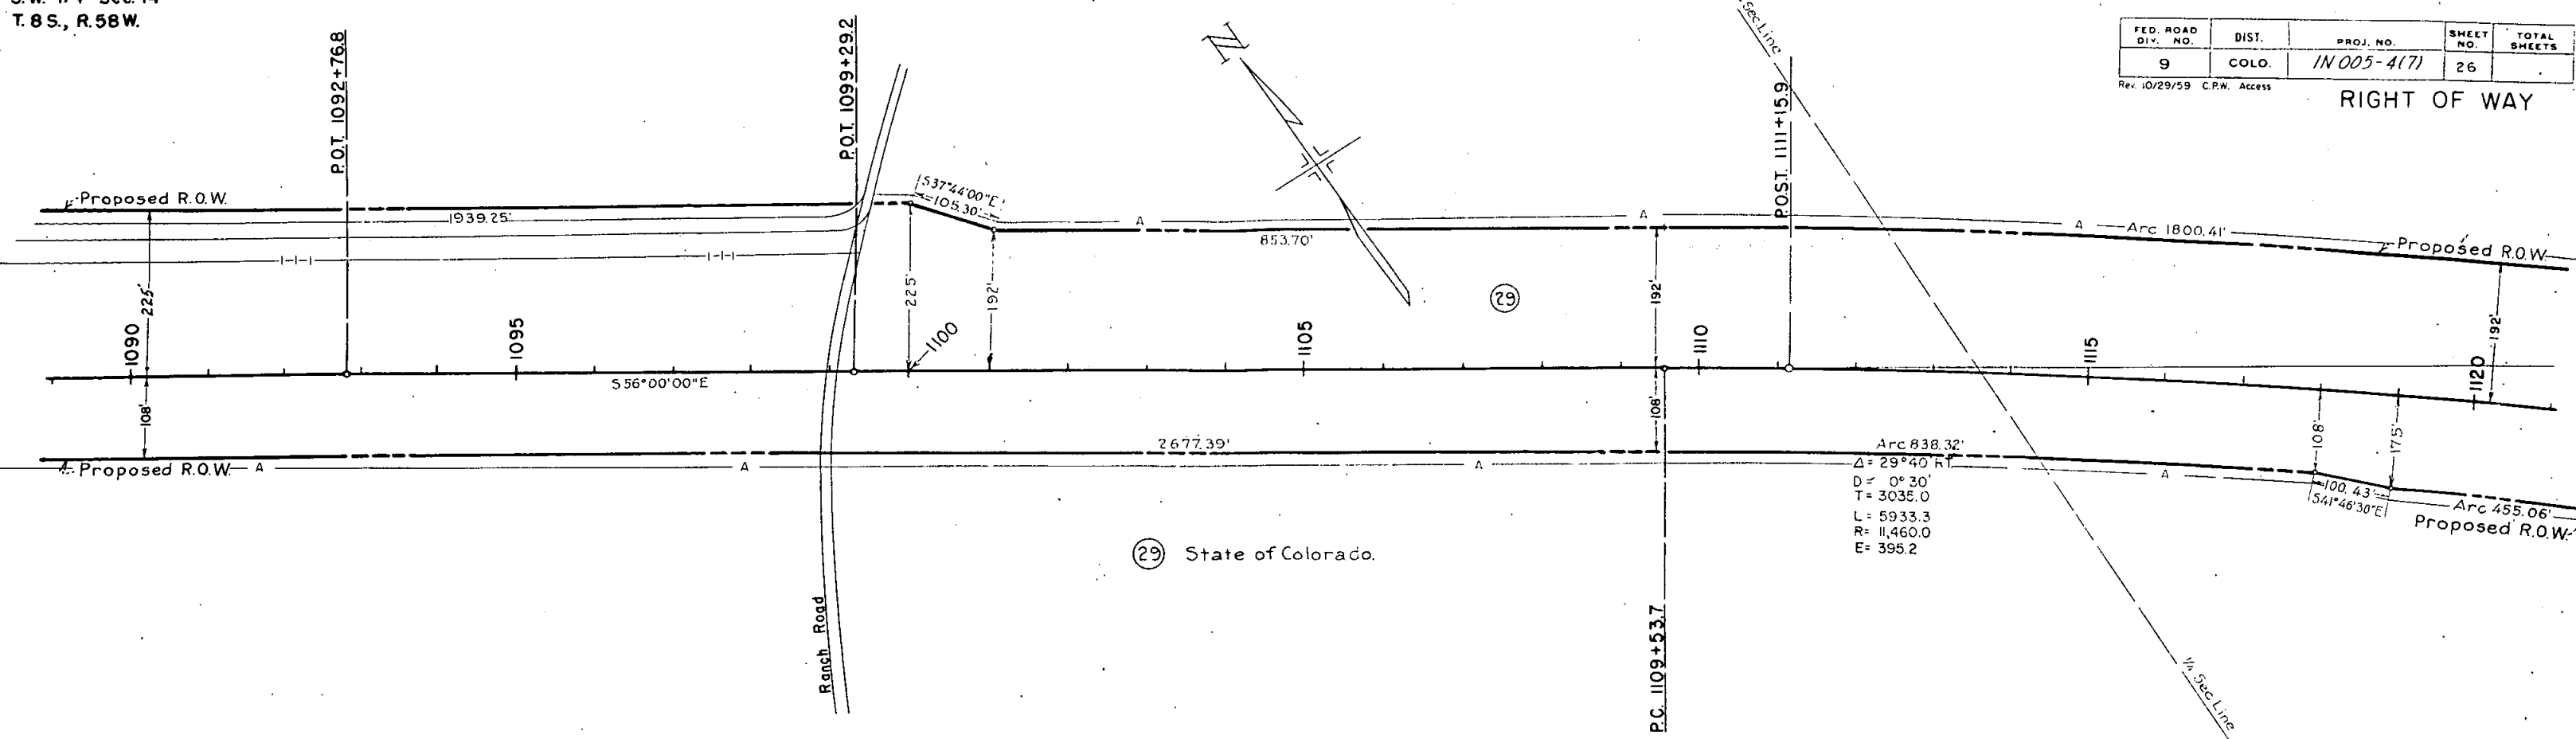 T. 8 S., R. 58 W.
P.O.T. 1092+76.8
P.O.T. 1099+29.2
N
Sec. Line
P.O.S.T. 1111+15.9
FED. ROAD DIV. NO. DIST. PROJ. NO. SHEET NO. TOTAL SHEETS
9 COLO. IN 005-4(7) 26
Rev. 10/29/59 C.P.W. Access
RIGHT OF WAY
Proposed R.O.W.
1939.25'
S37°44'00"E
105.30'
A
853.70'
A
A
Arc 1800.41'
Proposed R.O.W.
225'
225'
192'
192'
192'
29
1090
1095
1100
1105
1110
1115
1120
S 56°00'00"E
108'
108'
108'
175'
Proposed R.O.W.
A
A
2677.39'
A
A
Arc 838.32'
Δ = 29°40' RT.
D = 0°30'
T = 3035.0
L = 5933.3
R = 11,460.0
E = 395.2
100.43'
S41°46'30"E
Arc 455.06'
Proposed R.O.W.
29 State of Colorado.
Ranch Road
P.C. 1109+53.7
1/4 Sec. Line